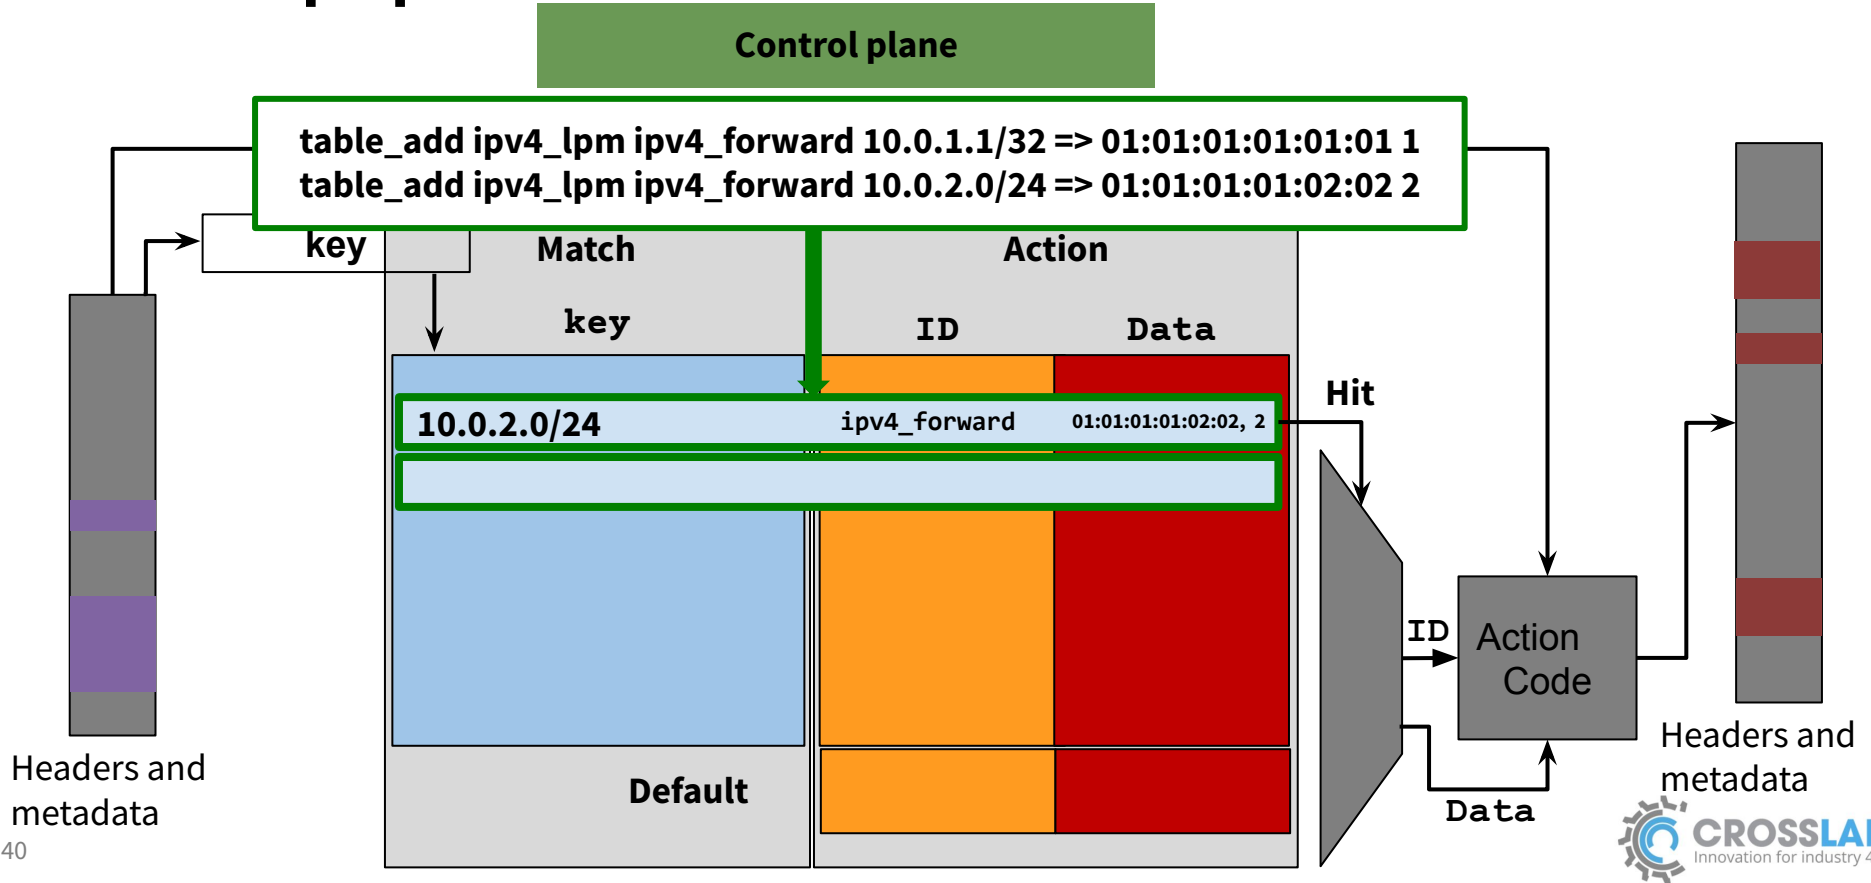 Control plane
table_add ipv4_lpm ipv4_forward 10.0.1.1/32 => 01:01:01:01:01:01 1
table_add ipv4_lpm ipv4_forward 10.0.2.0/24 => 01:01:01:01:02:02 2
key
Match
Action
key
ID
Data
10.0.2.0/24
ipv4_forward
01:01:01:01:02:02, 2
Hit
ID
Action
Code
Data
Default
Headers and
metadata
Headers and
metadata
40
CROSSLA
Innovation for industry 4